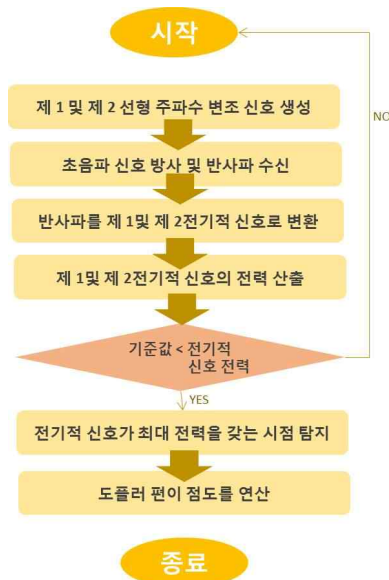 시작
제 1 및 제 2 선형 주파수 변조 신호 생성
NO
초음파 신호 방사 및 반사파 수신
반사파를 제 1및 제 2전기적 신호로 변환
제 1및 제 2전기적 신호의 전력 산출
기준값 < 전기적
신호 전력
YES
전기적 신호가 최대 전력을 갖는 시점 탐지
도플러 편이 점도를 연산
종료